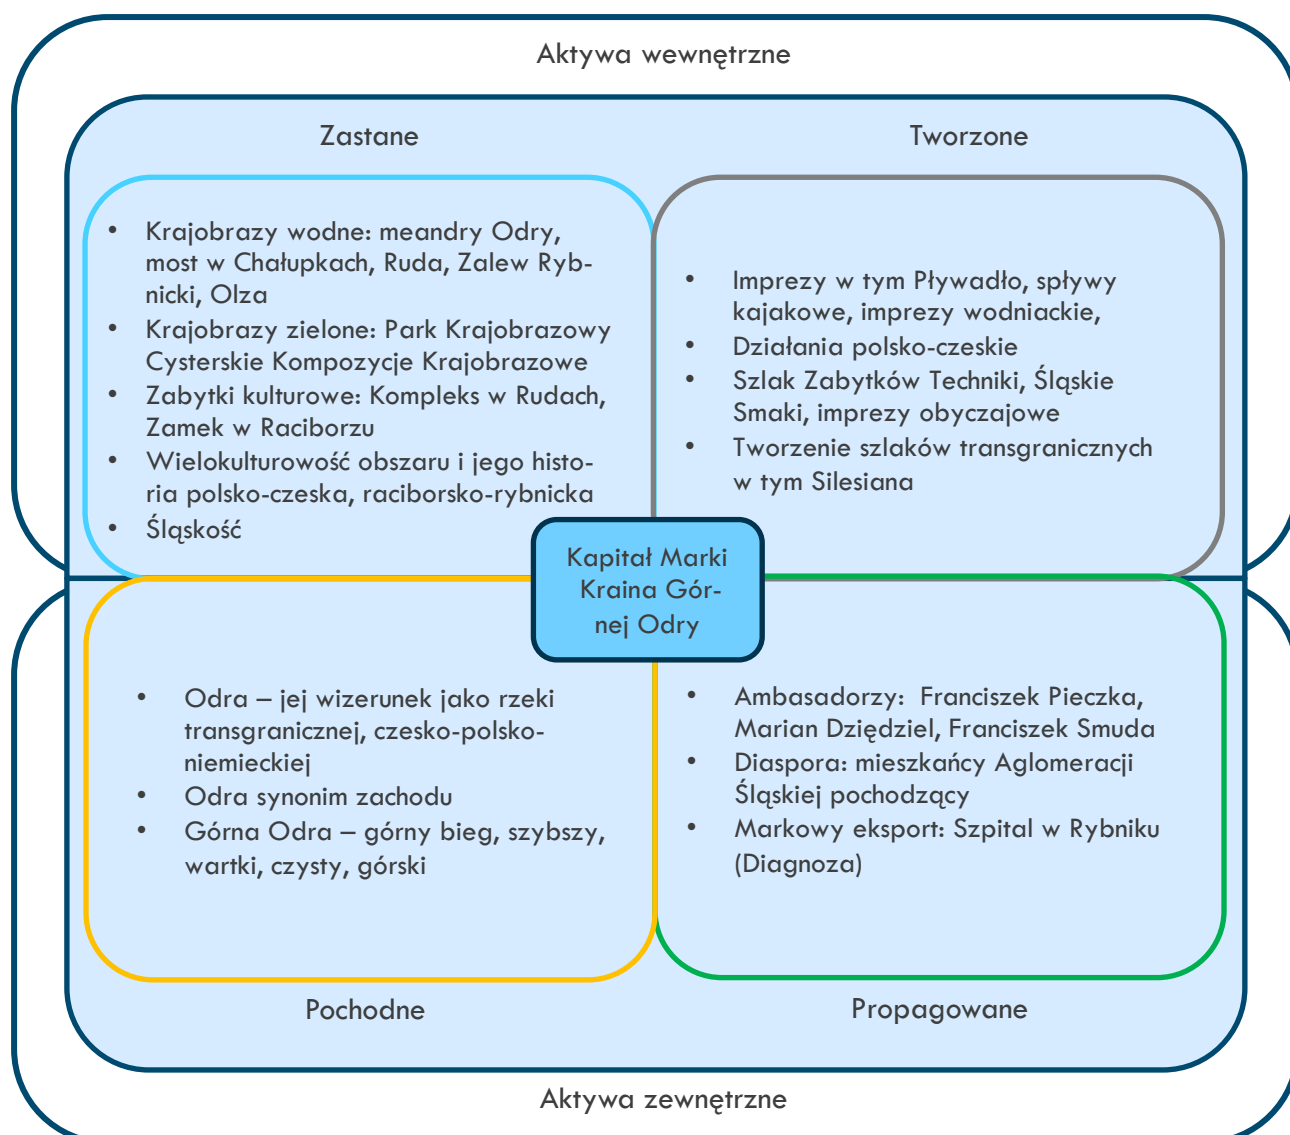 Aktywa wewnętrzne
Zastane
Tworzone
• Krajobrazy wodne: meandry Odry,
most w Chałupkach, Ruda, Zalew Ryb-
nicki, Olza
• Krajobrazy zielone: Park Krajobrazowy
Cysterskie Kompozycje Krajobrazowe
• Zabytki kulturowe: Kompleks w Rudach,
Zamek w Raciborzu
• Wielokulturowość obszaru i jego histo-
ria polsko-czeska, raciborsko-rybnicka
• Śląskość
• Imprezy w tym Pływadło, spływy
kajakowe, imprezy wodniackie,
• Działania polsko-czeskie
• Szlak Zabytków Techniki, Śląskie
Smaki, imprezy obyczajowe
• Tworzenie szlaków transgranicznych
w tym Silesiana
Kapitał Marki
Kraina Gór-
nej Odry
• Odra – jej wizerunek jako rzeki
transgranicznej, czesko-polsko-
niemieckiej
• Odra synonim zachodu
• Górna Odra – górny bieg, szybszy,
wartki, czysty, górski
• Ambasadorzy:  Franciszek Pieczka,
Marian Dziędziel, Franciszek Smuda
• Diaspora: mieszkańcy Aglomeracji
Śląskiej pochodzący
• Markowy eksport: Szpital w Rybniku
(Diagnoza)
Pochodne
Propagowane
Aktywa zewnętrzne